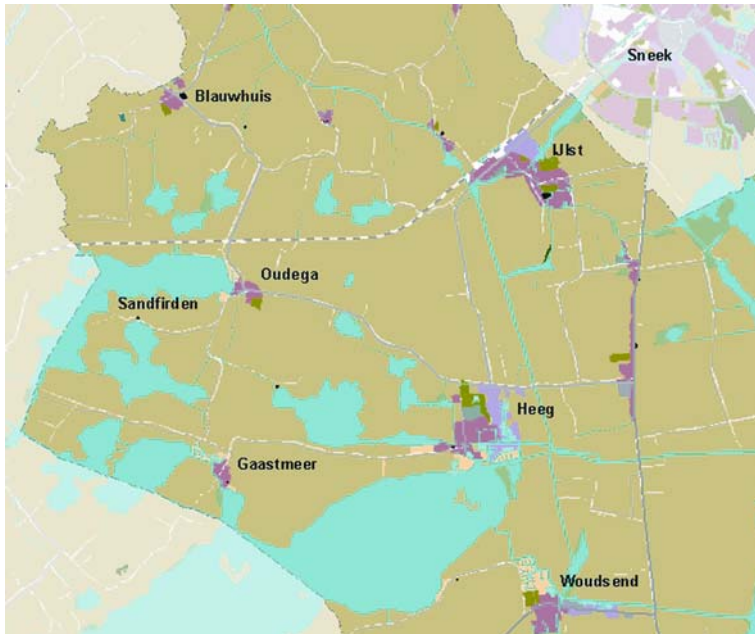 Sneek
Blauwhuis
IJlst
Oudega
Sandfirden
Heeg
Gaastmeer
Woudsend